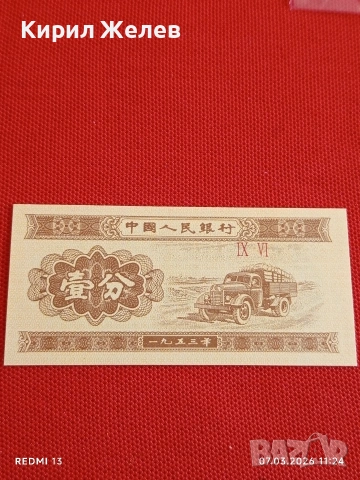 Кирил Желев
中國人民銀行
IX VI
壹分
一九五三年
REDMI 13
07.03.2026 11:24
BAZAR